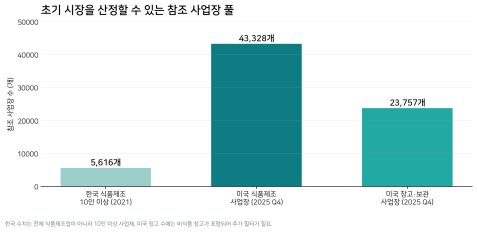 초기 시장을 산정할 수 있는 참조 사업장 풀
참조 사업장 수 (개)
50000
40000
30000
20000
10000
0
5,616개
43,328개
23,757개
한국 식품제조
10인 이상 (2021)
미국 식품제조
사업장 (2025 Q4)
미국 창고·보관
사업장 (2025 Q4)
한국 수치는 전체 식품제조업이 아니라 10인 이상 사업체, 미국 창고 수에는 비식품 창고가 포함되어 추가 필터가 필요.